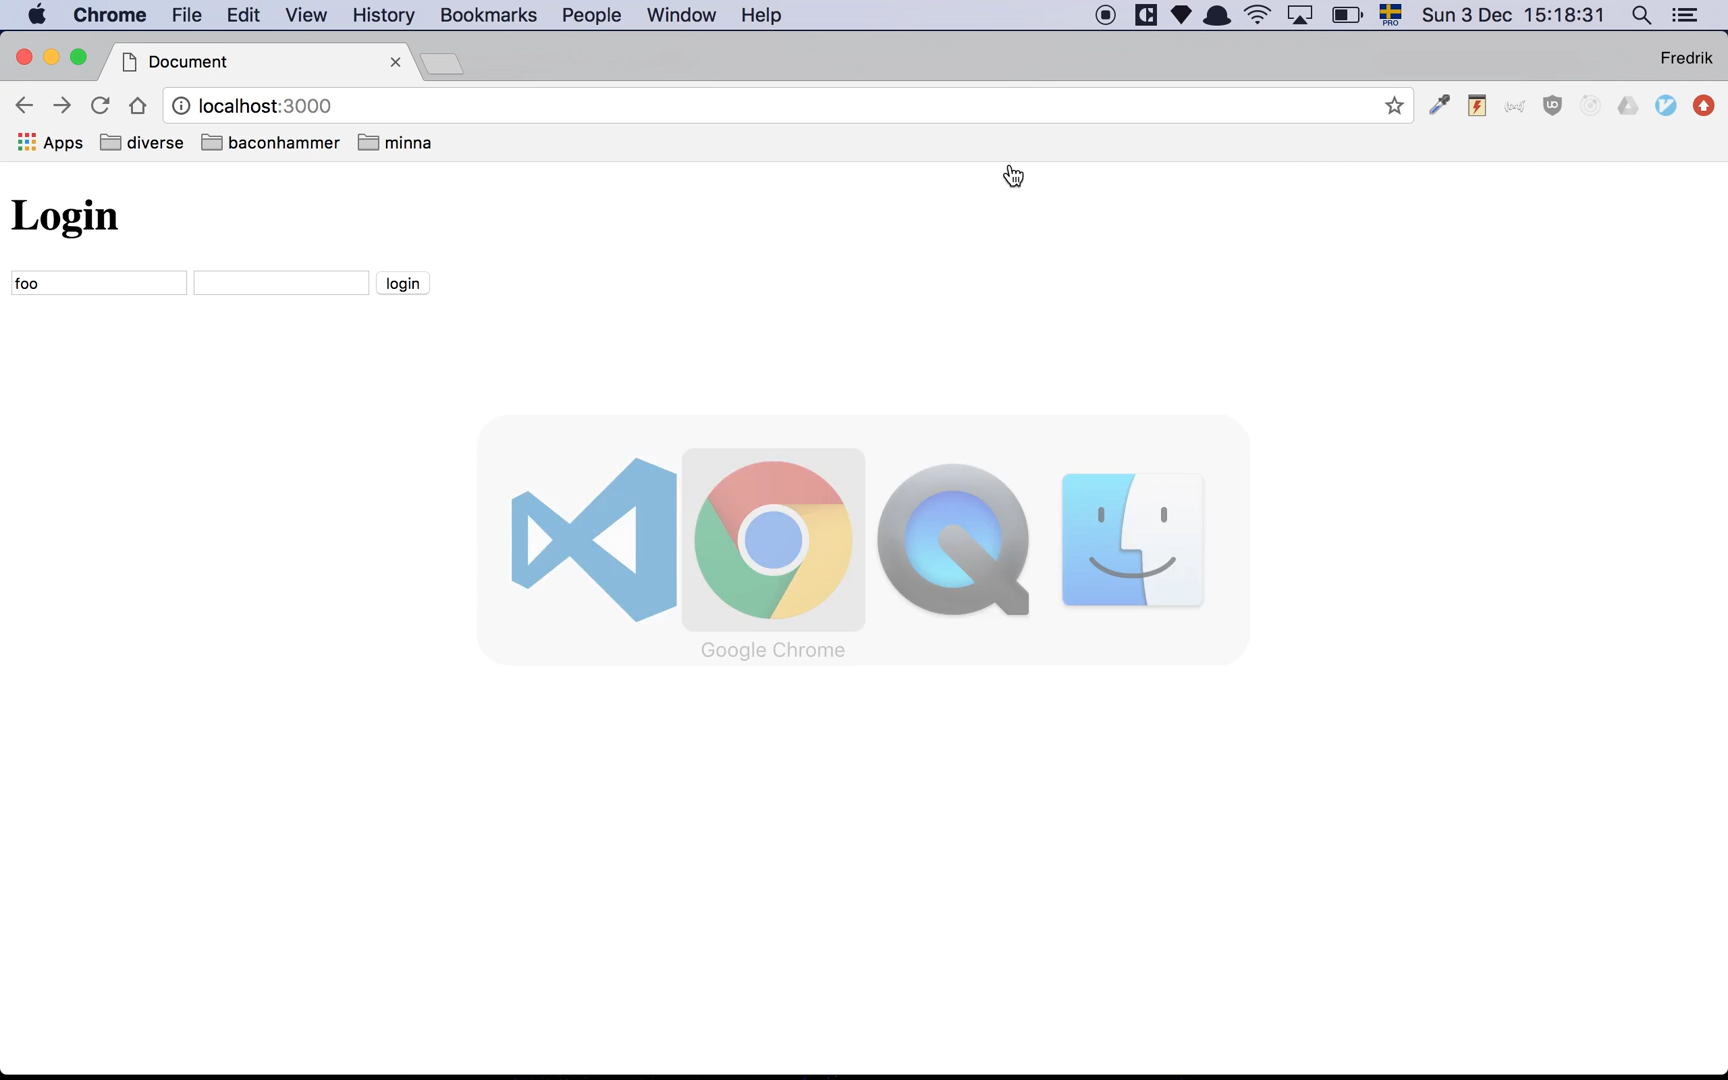 Chrome File Edit View History Bookmarks People Window Help PRO Sun 3 Dec 15:18:31
Document Fredrik
localhost:3000
Apps diverse baconhammer minna
Login
foo login
Google Chrome